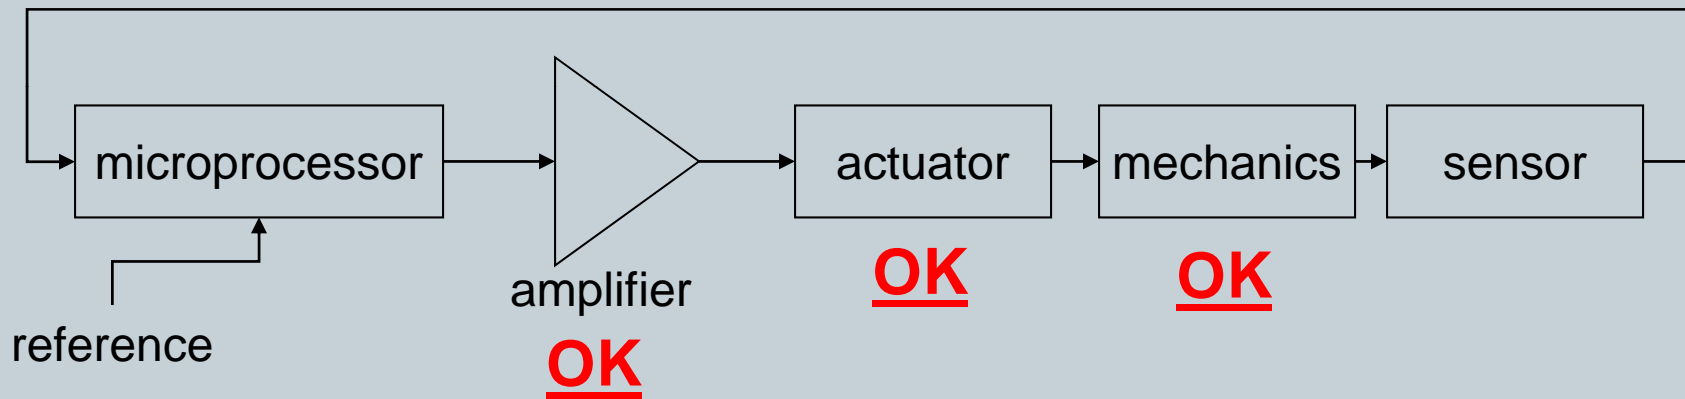 microprocessor
actuator
mechanics
sensor
amplifier
OK
OK
reference
OK